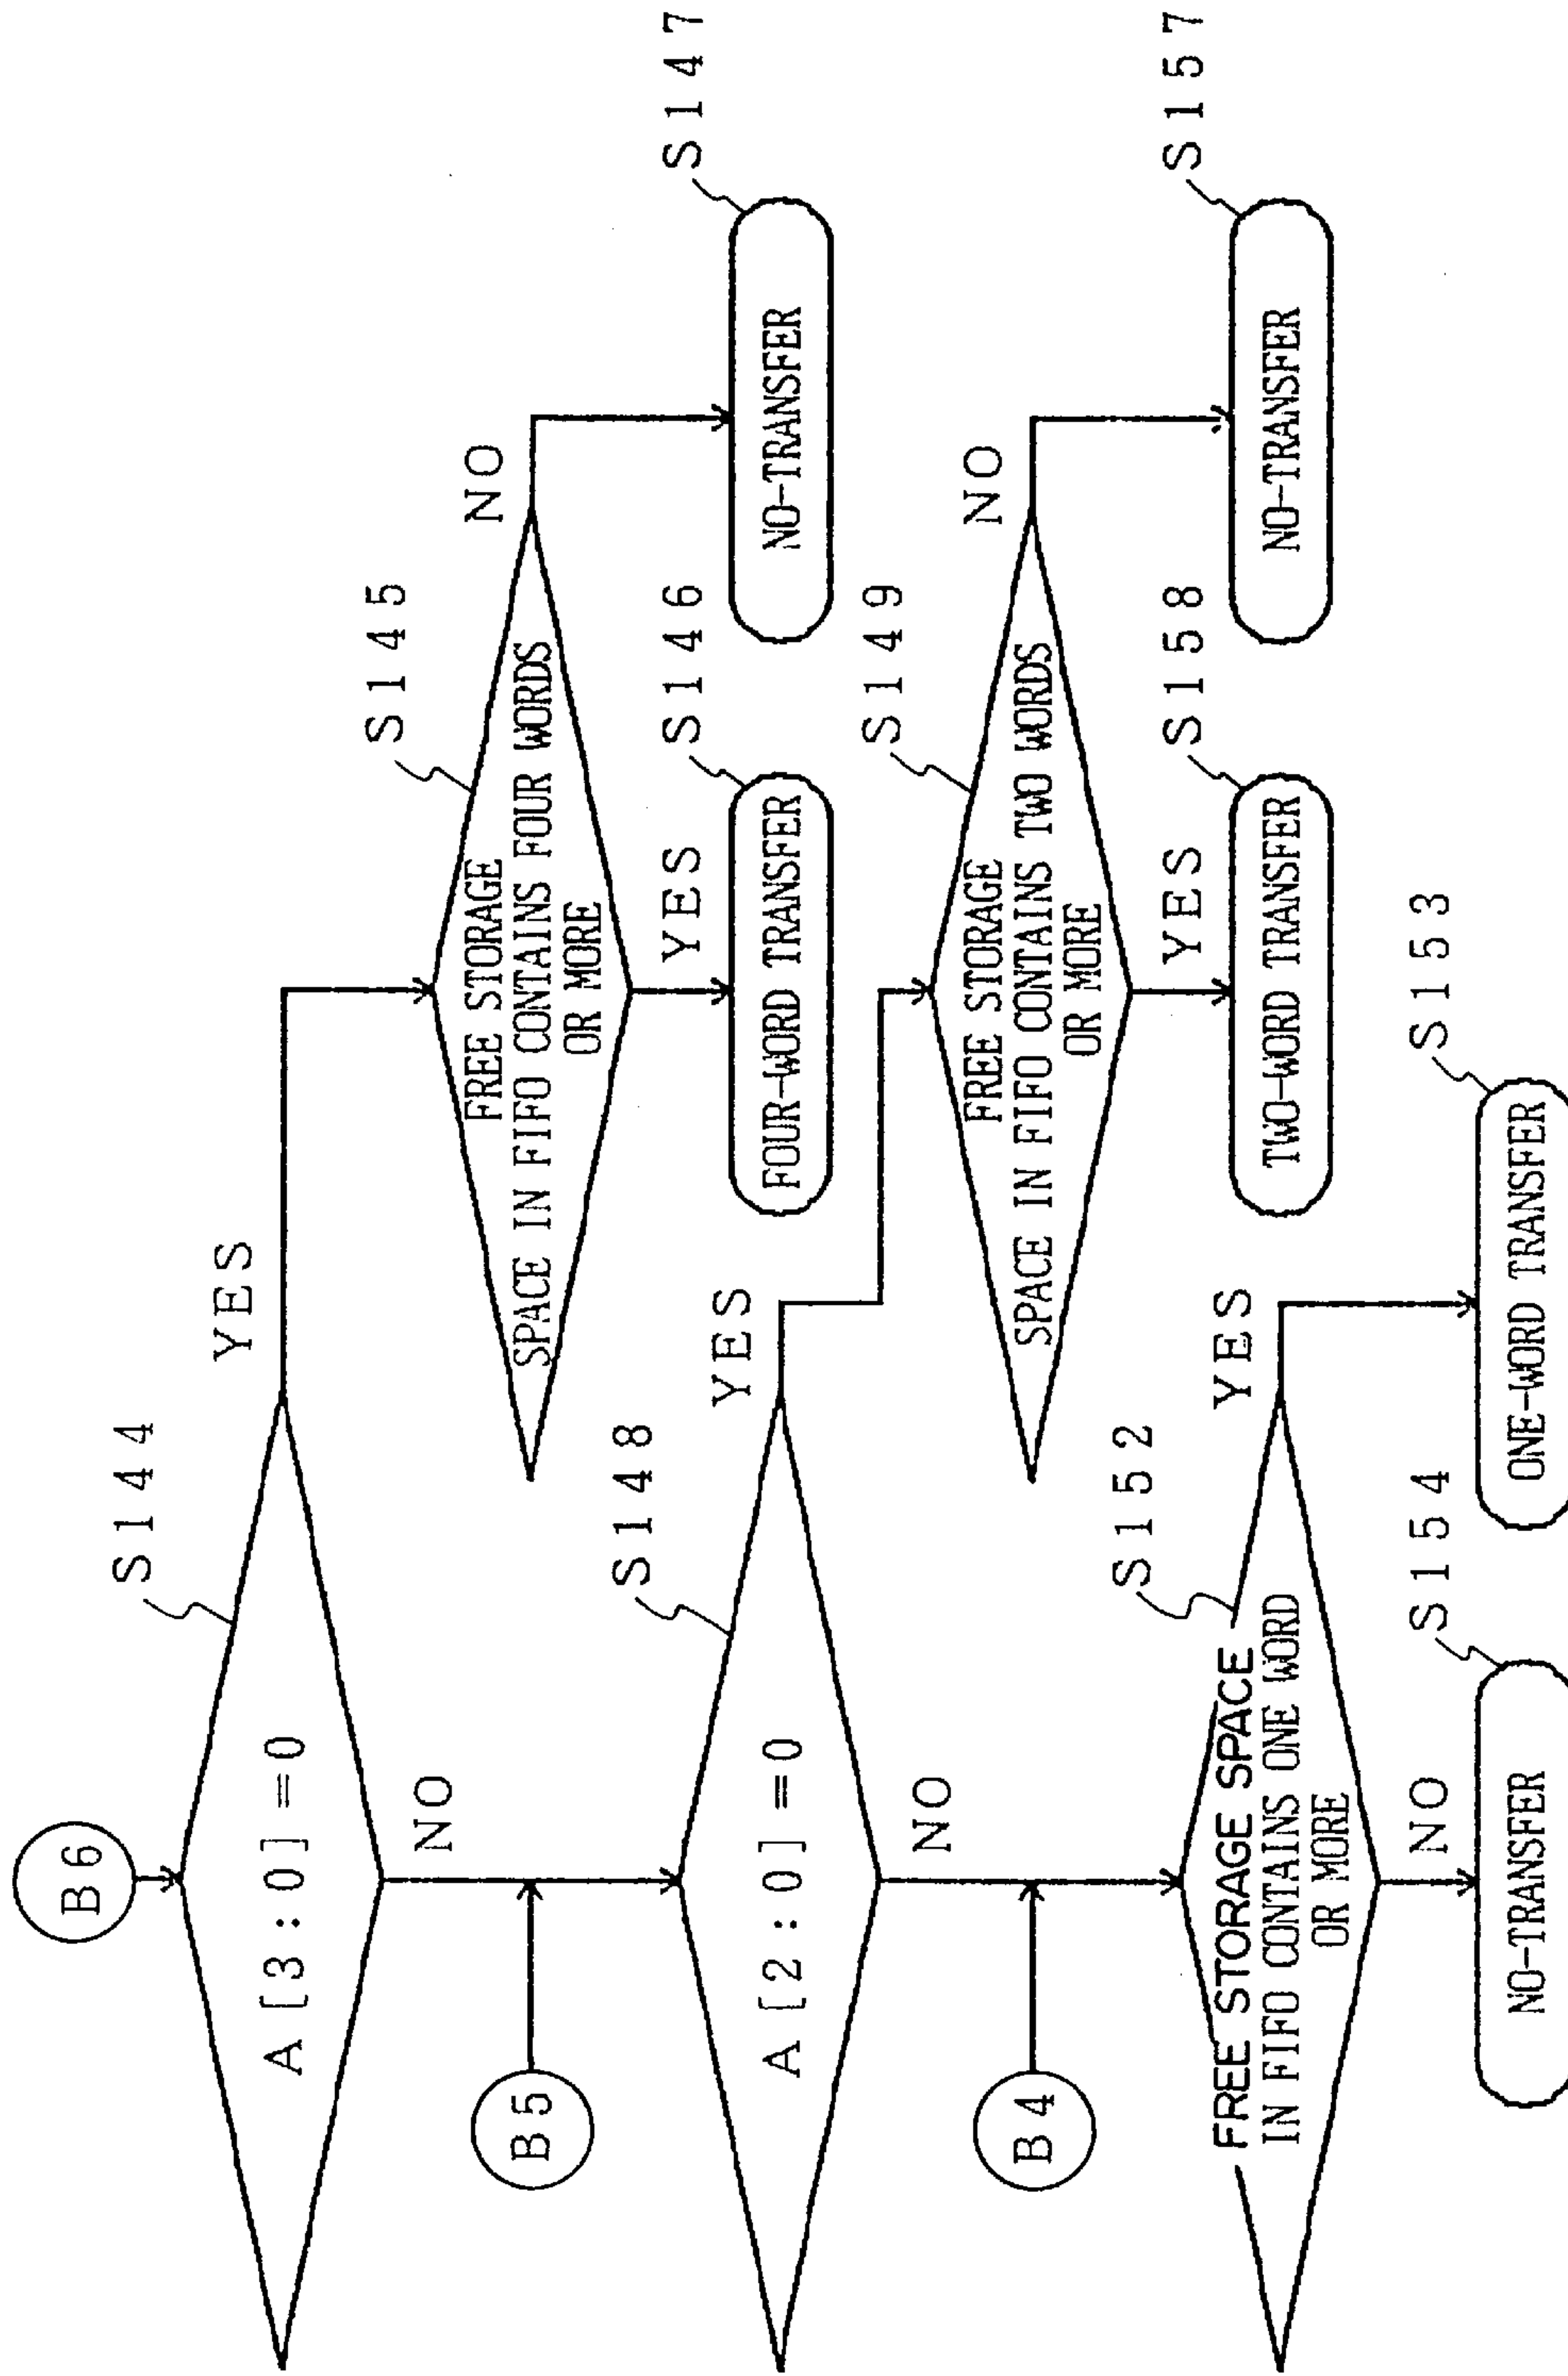 B6
S144
A[3:0]=0
YES
NO
S145
FREE STORAGE
SPACE IN FIFO CONTAINS FOUR WORDS
OR MORE
NO
YES
S146
FOUR-WORD TRANSFER
S147
NO-TRANSFER
B5
S148
A[2:0]=0
YES
NO
S149
FREE STORAGE
SPACE IN FIFO CONTAINS TWO WORDS
OR MORE
NO
YES
S158
TWO-WORD TRANSFER
S157
NO-TRANSFER
B4
S152
FREE STORAGE SPACE
IN FIFO CONTAINS ONE WORD
OR MORE
YES
NO
S153
ONE-WORD TRANSFER
S154
NO-TRANSFER